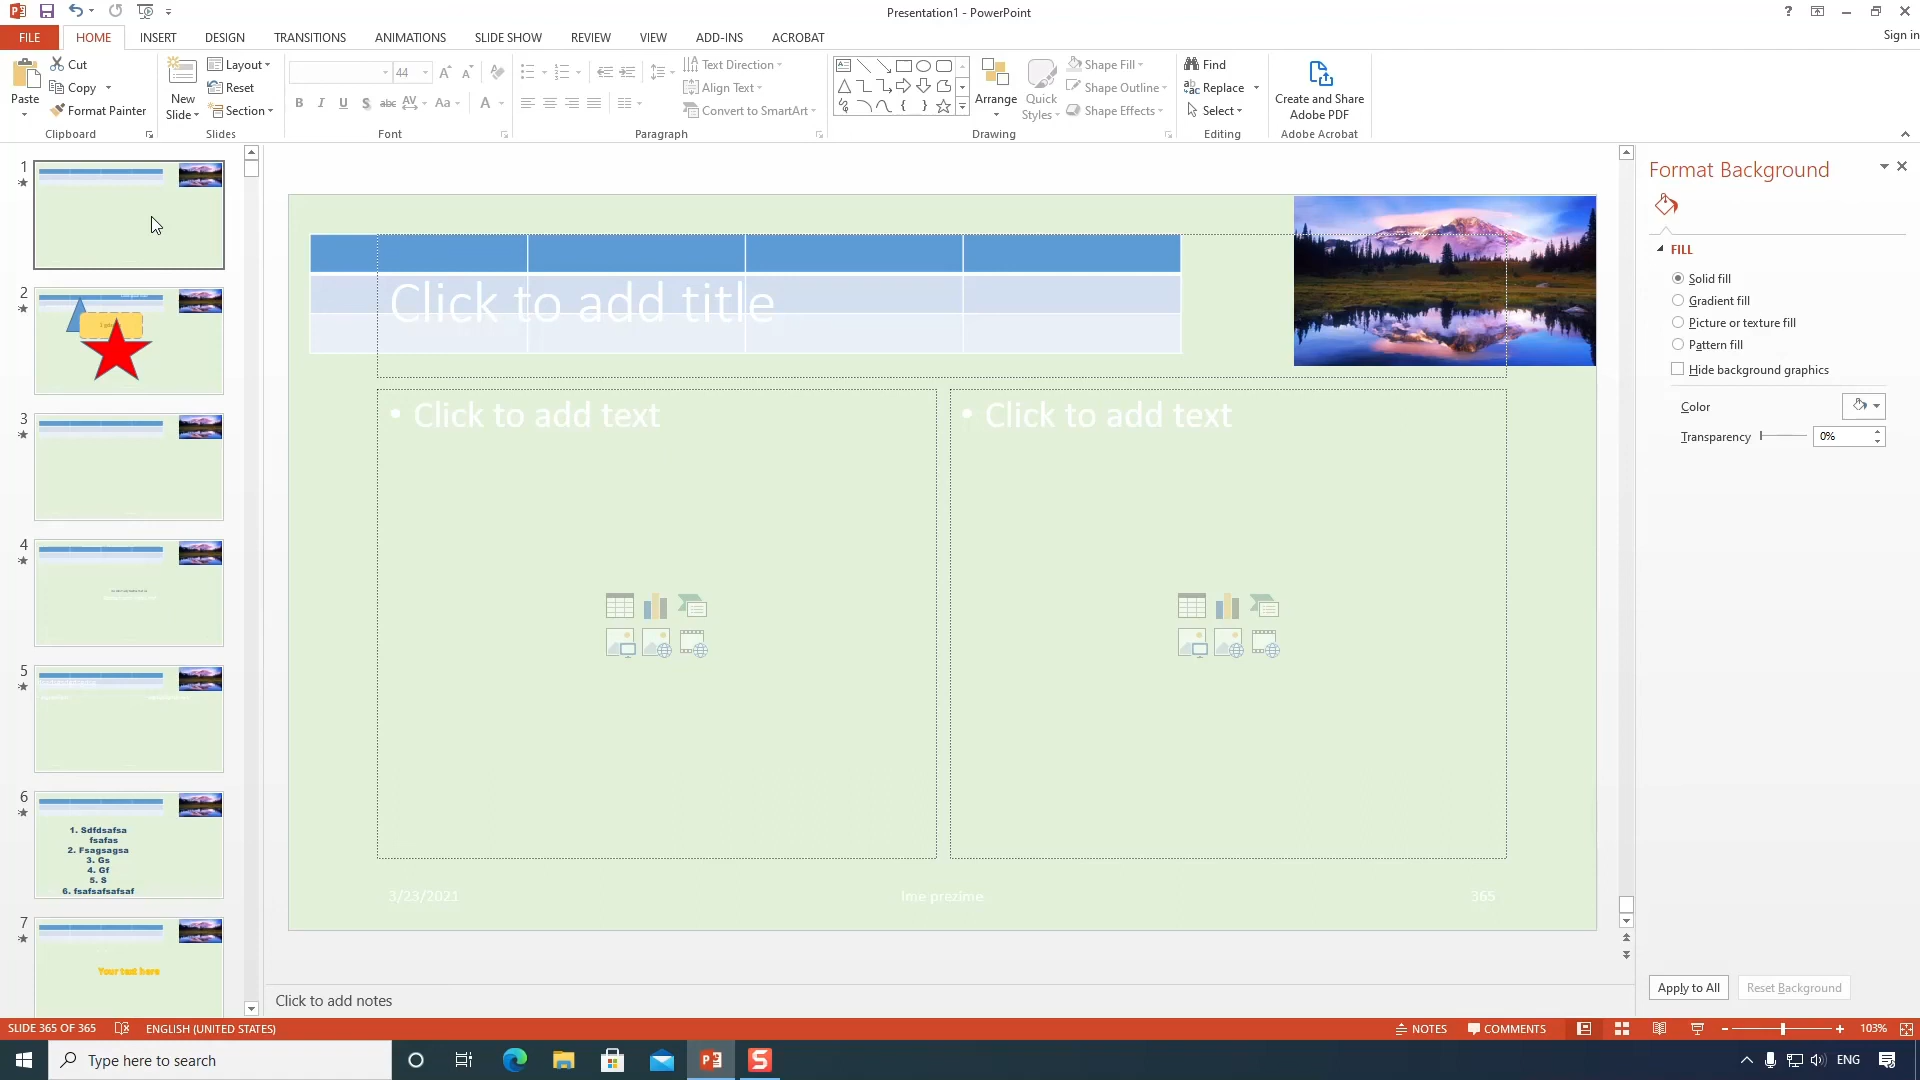 Presentation1 - PowerPoint
Sign in
FILE
HOME
INSERT
DESIGN
TRANSITIONS
ANIMATIONS
SLIDE SHOW
REVIEW
VIEW
ADD-INS
ACROBAT
Paste
Cut
Copy
Format Painter
Clipboard
New
Slide
Layout
Reset
Section
Slides
44
Font
Text Direction
Align Text
Convert to SmartArt
Paragraph
Arrange
Quick
Styles
Shape Fill
Shape Outline
Shape Effects
Drawing
Find
Replace
Select
Editing
Create and Share
Adobe PDF
Adobe Acrobat
1
2
3
4
5
6
1. Sdfdsafsa
fsafas
2. Fsagsagsa
3. Gs
4. Gf
5. S
6. fsafsafsafsaf
7
Your text here
Click to add title
Click to add text
Click to add text
3/23/2021
Ime prezime
365
Click to add notes
Format Background
FILL
Solid fill
Gradient fill
Picture or texture fill
Pattern fill
Hide background graphics
Color
Transparency
0%
Apply to All
Reset Background
SLIDE 365 OF 365
ENGLISH (UNITED STATES)
NOTES
COMMENTS
103%
Type here to search
ENG